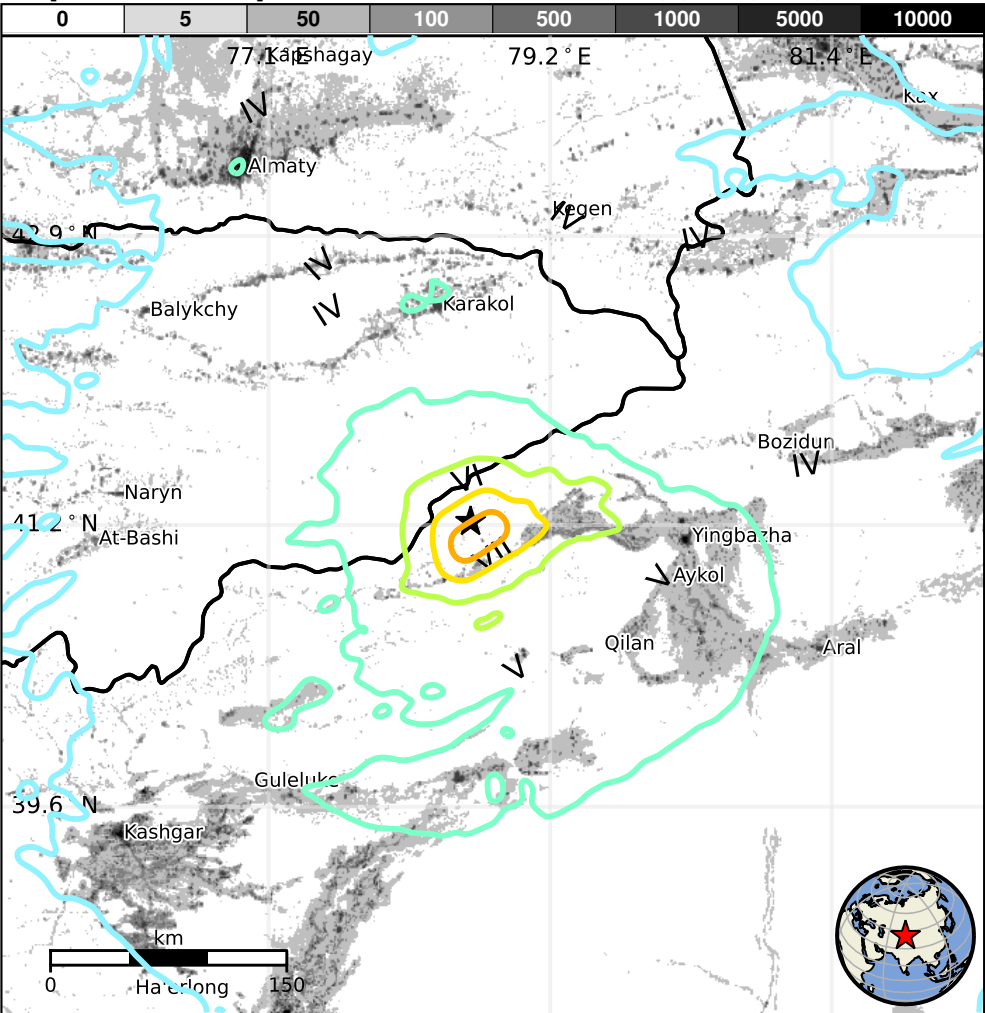 0 5 50 100 500 1000 5000 10000
77.1°E 79.2°E 81.4°E
Kapshagay
Kax
IV
Almaty
Kegen
V
42.9°N
IV
IV
IV
Balykchy
Karakol
Bozidun
IV
VI
Naryn
41.2°N
At-Bashi
Yingbazha
VII
V
Aykol
Qilan
Aral
V
Guleluke
39.6°N
Kashgar
km
0 150
Ha'erlong